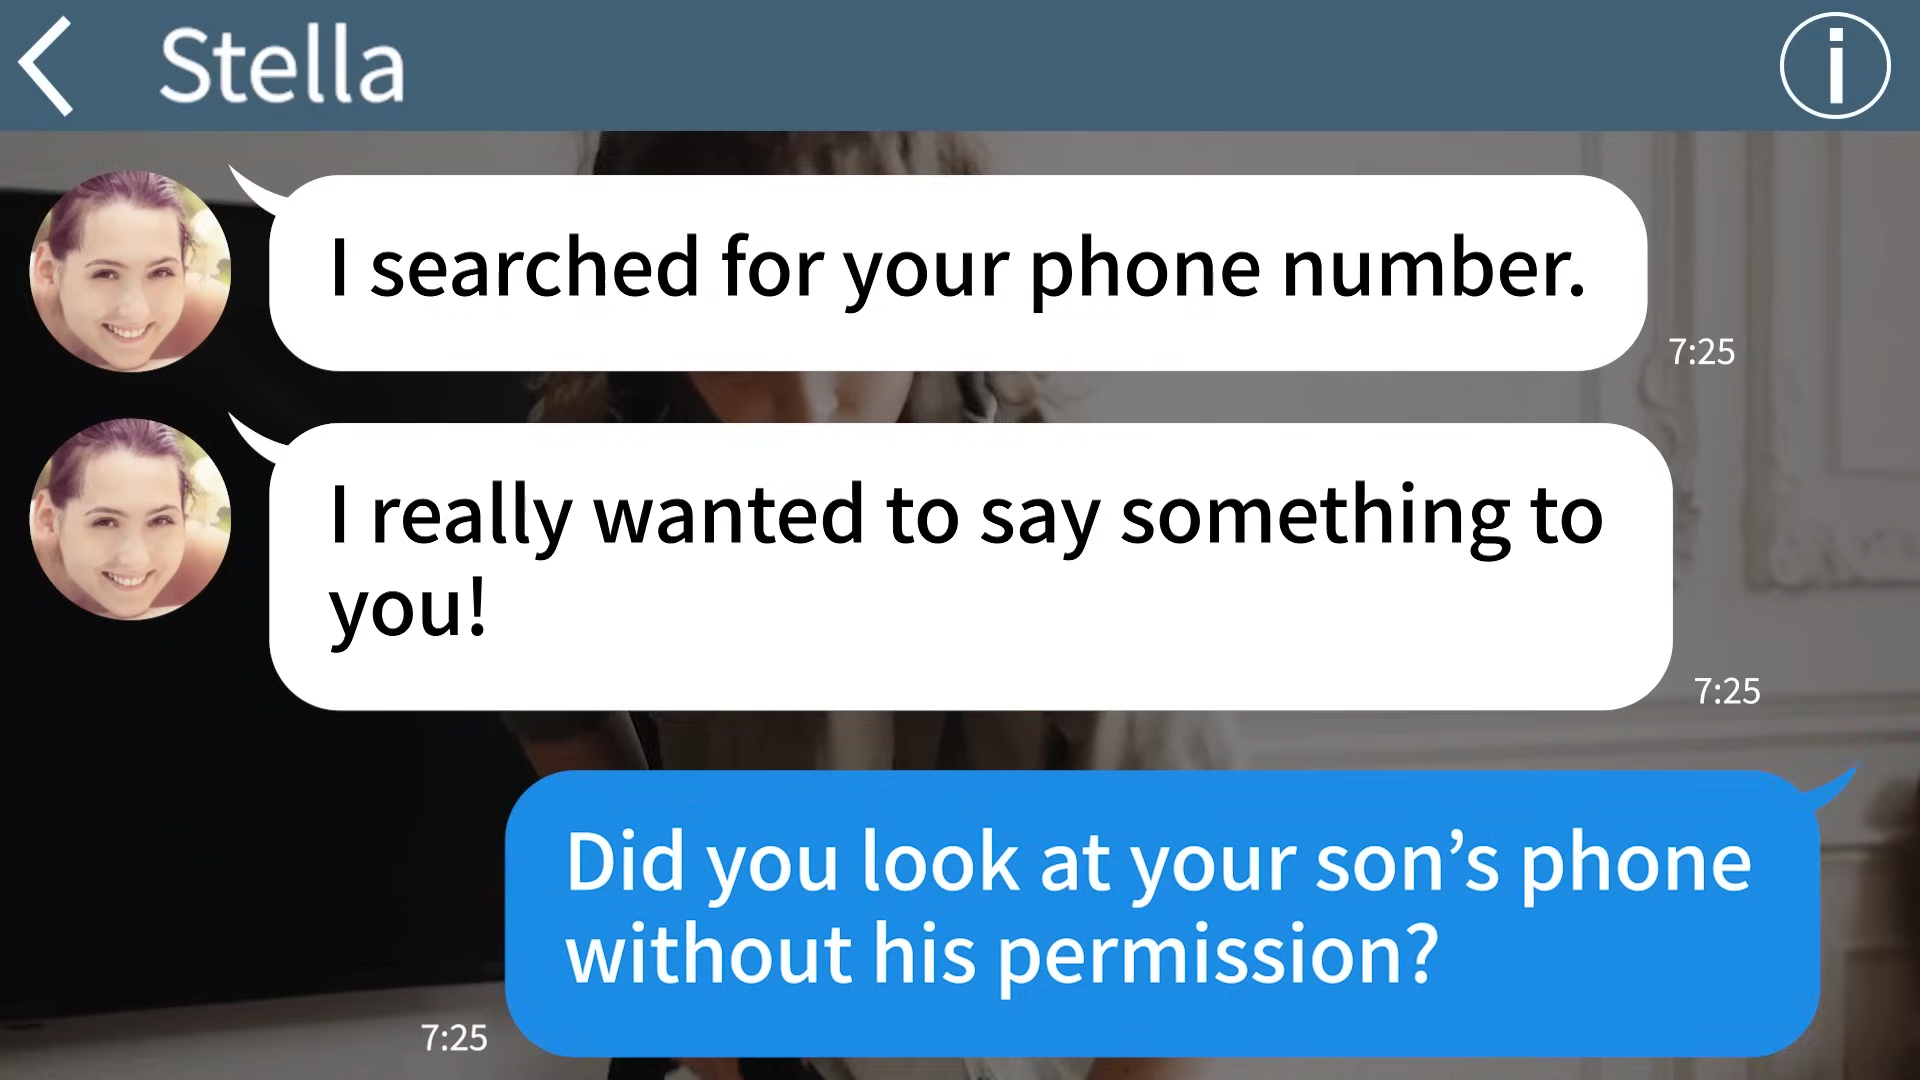 Stella
I searched for your phone number.
7:25
I really wanted to say something to
you!
7:25
Did you look at your son’s phone
without his permission?
7:25